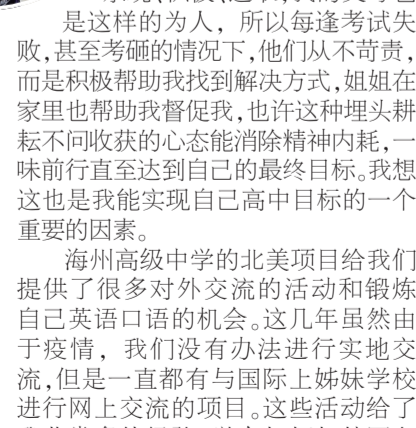 是这样的为人，所以每逢考试失
败,甚至考砸的情况下,他们从不苛责,
而是积极帮助我找到解决方式,姐姐在
家里也帮助我督促我,也许这种埋头耕
耘不问收获的心态能消除精神内耗,一
味前行直至达到自己的最终目标。我想
这也是我能实现自己高中目标的一个
重要的因素。
海州高级中学的北美项目给我们
提供了很多对外交流的活动和锻炼
自己英语口语的机会。这几年虽然由
于疫情，我们没有办法进行实地交
流,但是一直都有与国际上姊妹学校
进行网上交流的项目。这些活动给了